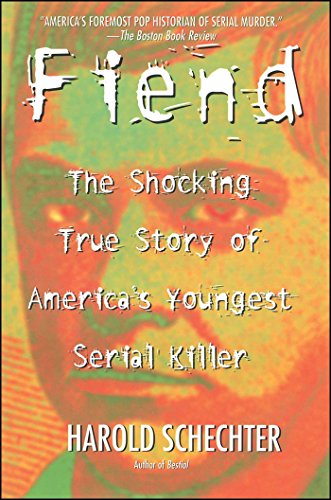 "AMERICA'S FOREMOST POP HISTORIAN OF SERIAL MURDER."
—The Boston Book Review
Fiend
The Shocking
True Story of
America's Youngest
Serial Killer
HAROLD SCHECHTER
Author of Bestial